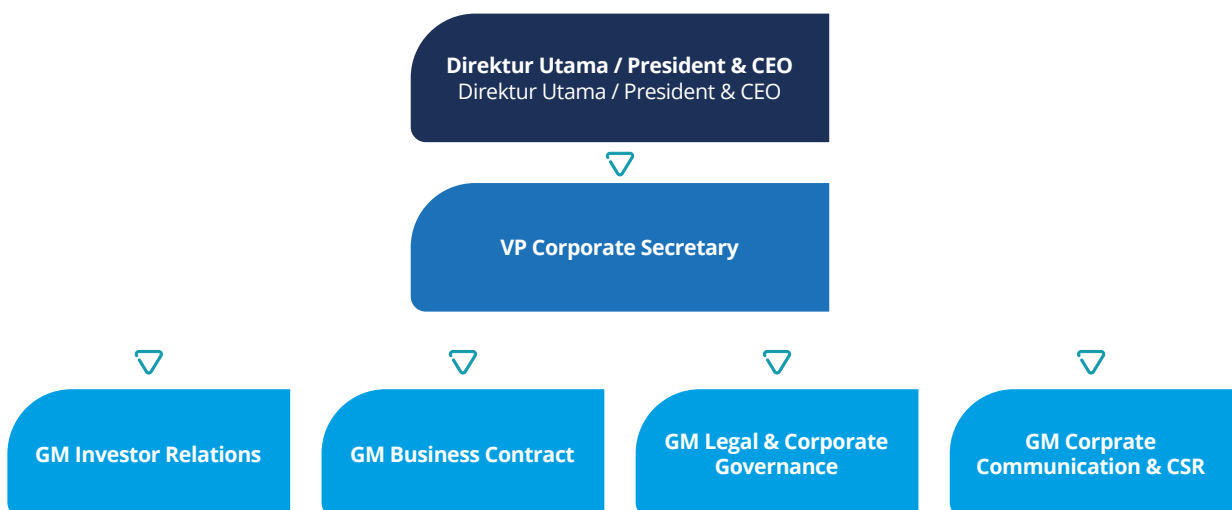 Direktur Utama / President & CEO
Direktur Utama / President & CEO
VP Corporate Secretary
GM Investor Relations
GM Business Contract
GM Legal & Corporate
Governance
GM Corprate
Communication & CSR